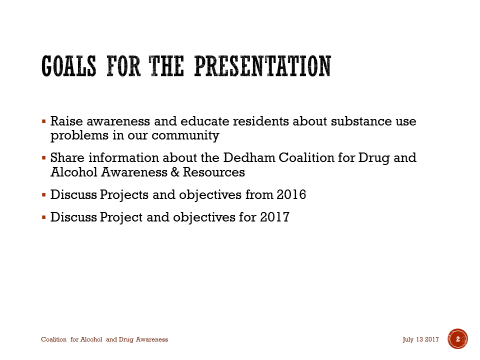 GOALS FOR THE PRESENTATION
▪ Raise awareness and educate residents about substance use
problems in our community
▪ Share information about the Dedham Coalition for Drug and
Alcohol Awareness & Resources
▪ Discuss Projects and objectives from 2016
▪ Discuss Project and objectives for 2017
Coalition for Alcohol and Drug Awareness
July 13 2017
2